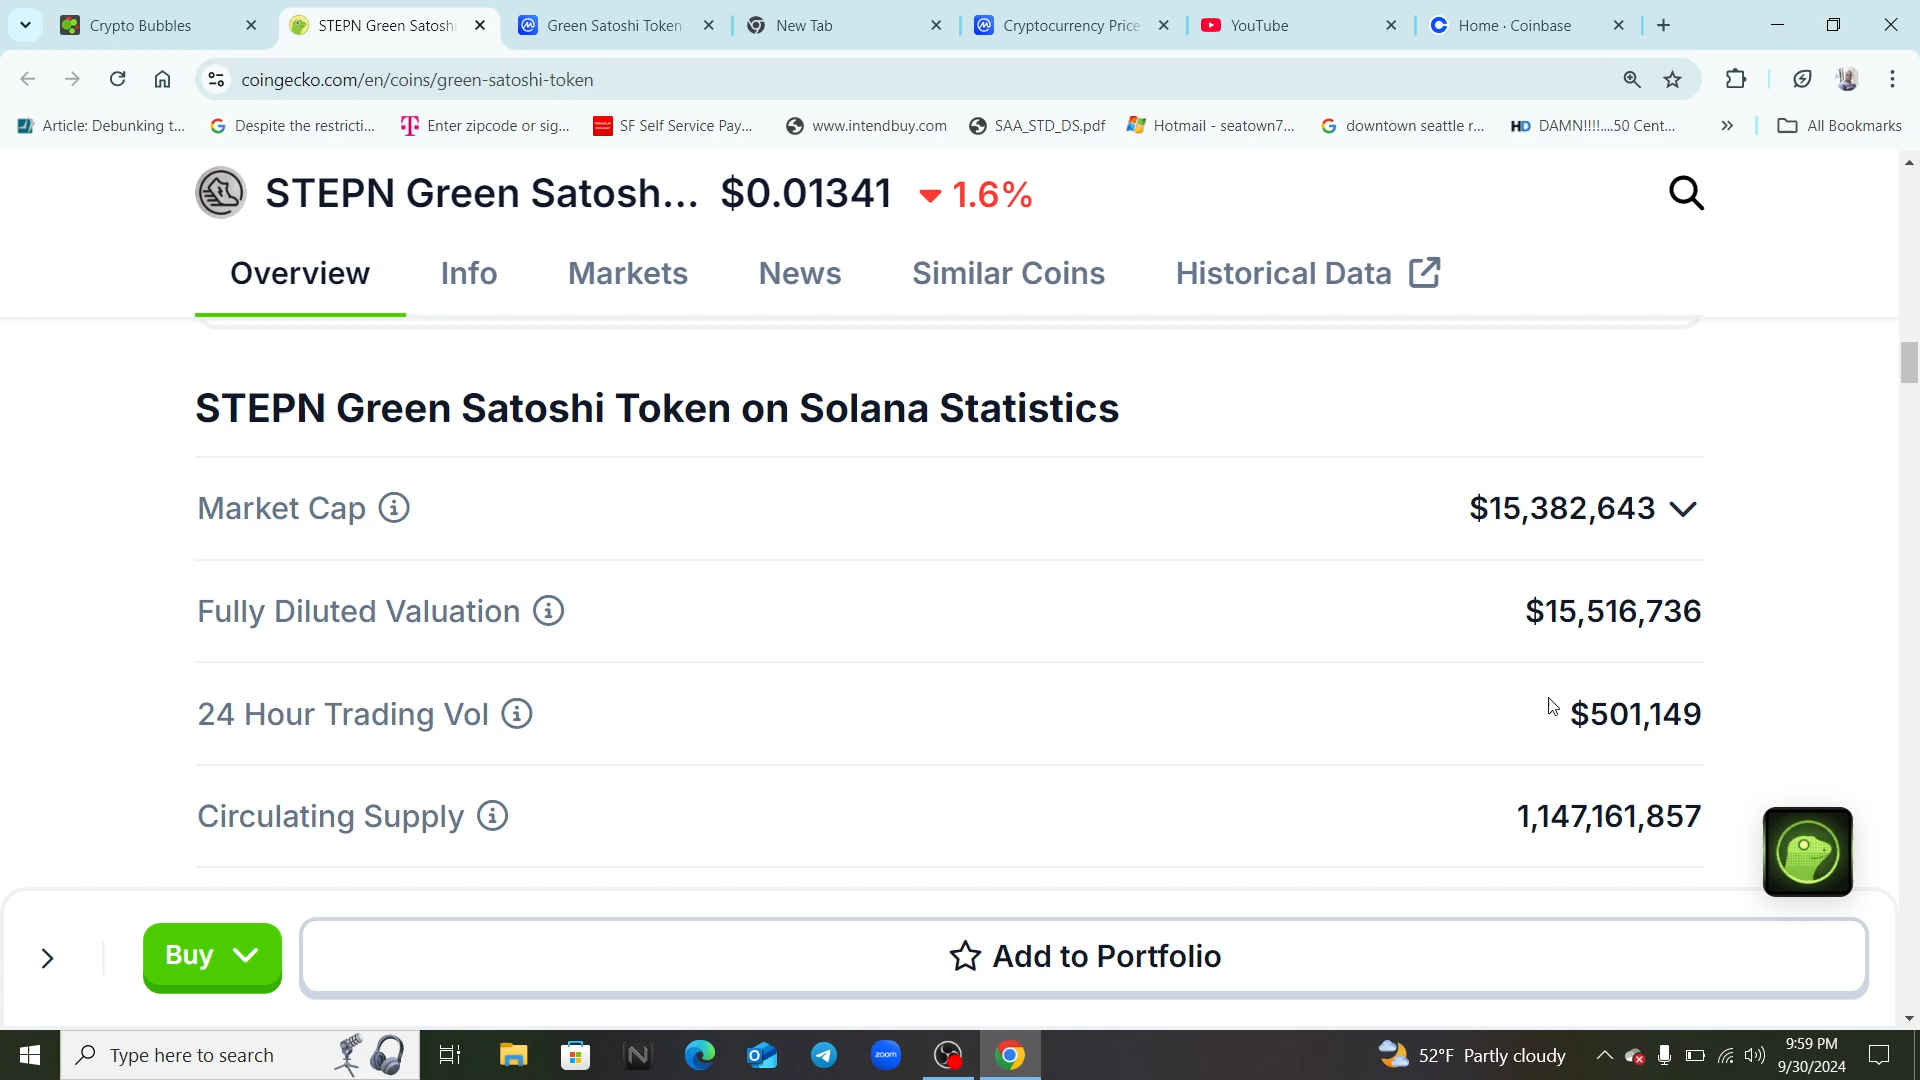 Crypto Bubbles
STEPN Green Satoshi
Green Satoshi Token
New Tab
Cryptocurrency Price
YouTube
Home · Coinbase
coingecko.com/en/coins/green-satoshi-token
Article: Debunking t...
Despite the restricti...
Enter zipcode or sig...
SF Self Service Pay...
www.intendbuy.com
SAA_STD_DS.pdf
Hotmail - seatown7...
downtown seattle r...
HD DAMN!!!!....50 Cent...
All Bookmarks
STEPN Green Satosh... $0.01341 1.6%
Overview Info Markets News Similar Coins Historical Data
STEPN Green Satoshi Token on Solana Statistics
Market Cap $15,382,643
Fully Diluted Valuation $15,516,736
24 Hour Trading Vol $501,149
Circulating Supply 1,147,161,857
Buy
Add to Portfolio
Type here to search
zoom
52°F Partly cloudy
9:59 PM
9/30/2024